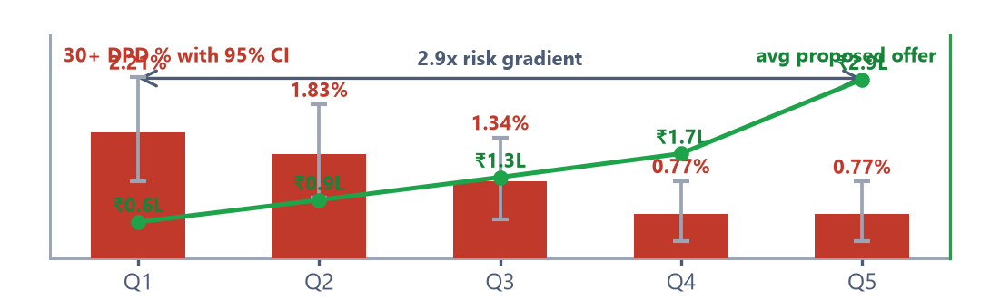 30+ DPD % with 95% CI
2.9x risk gradient
avg proposed offer
2.21%
1.83%
1.34%
0.77%
0.77%
₹0.6L
₹0.9L
₹1.3L
₹1.7L
₹2.9L
Q1
Q2
Q3
Q4
Q5